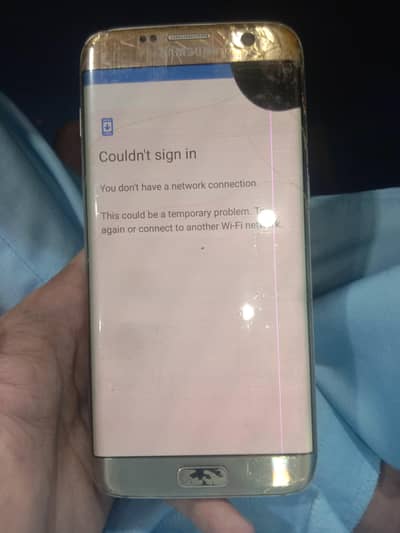 SAMSUNG
Couldn't sign in
You don't have a network connection.
This could be a temporary problem.
again or connect to another Wi-Fi